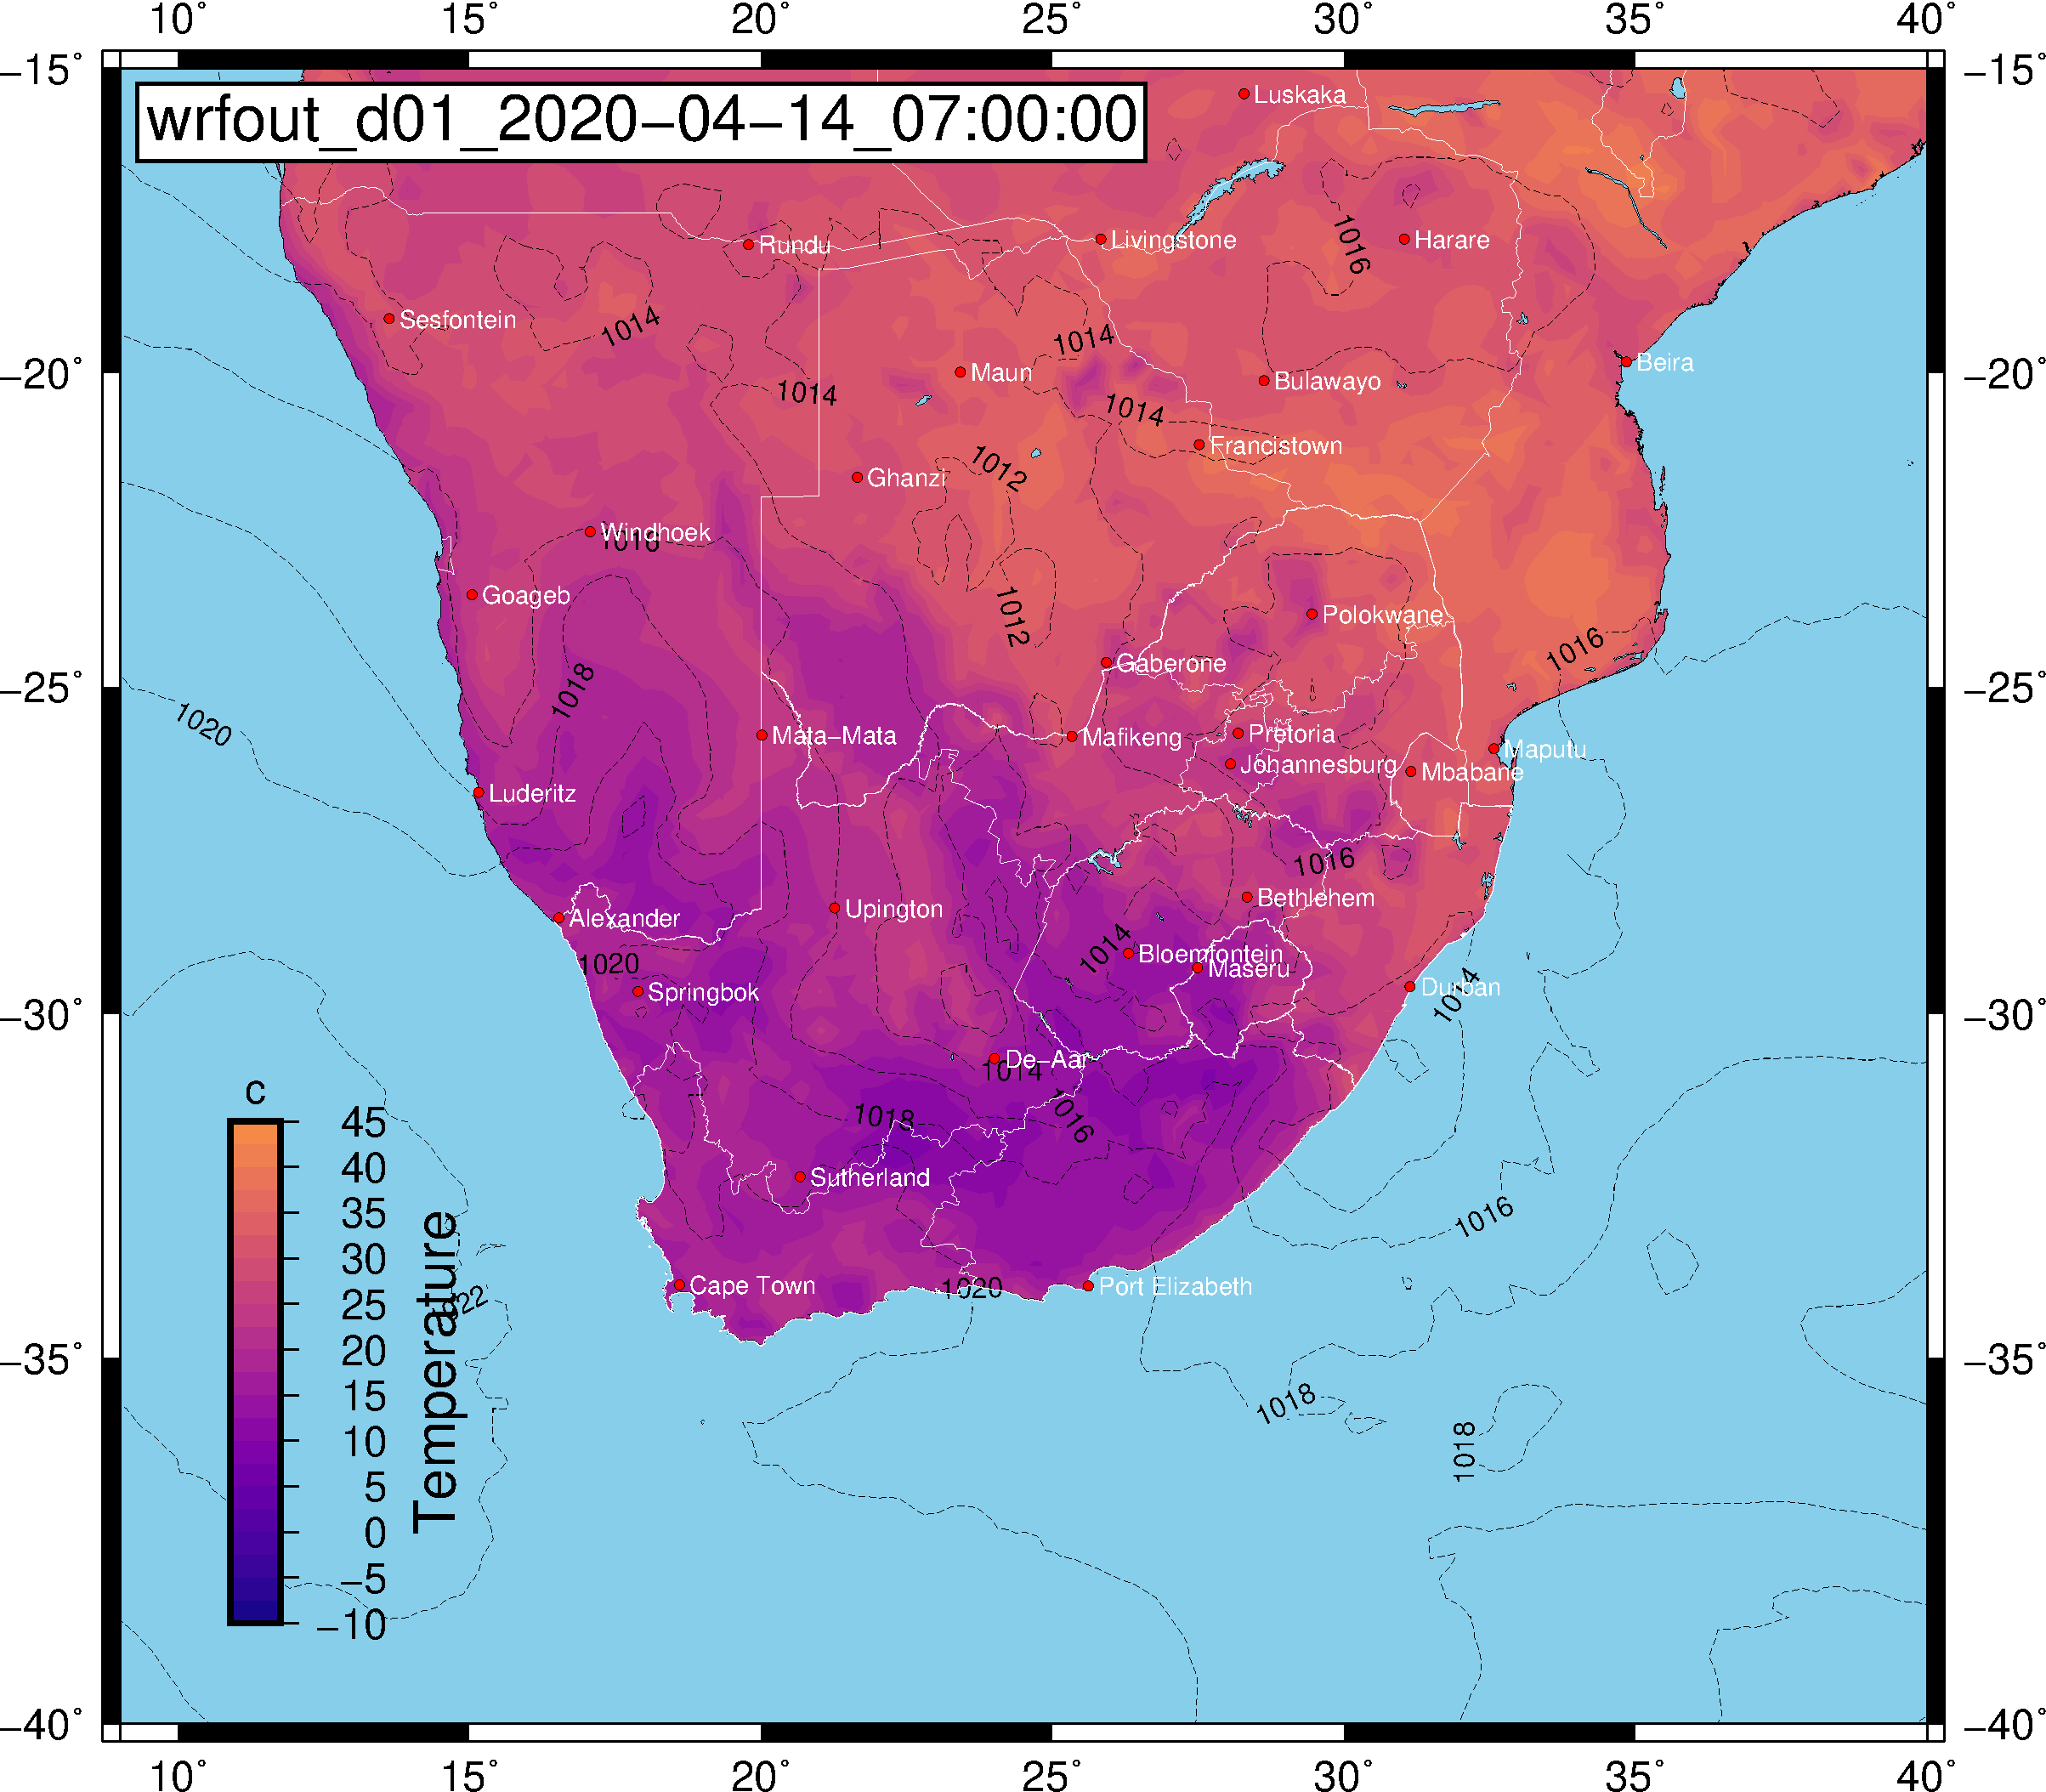 10° 15° 20° 25° 30° 35° 40°
−15° −15°
wrfout_d01_2020−04−14_07:00:00
Luskaka
Rundu
Livingstone
1016
Harare
Sesfontein
1014
1014
Beira
−20° −20°
Maun
Bulawayo
1014
1014
Francistown
1012
Ghanzi
Windhoek
1016
Goageb
1012
Polokwane
1016
Gaberone
−25° −25°
1018
1020
Mata−Mata
Mafikeng
Pretoria
Maputu
Johannesburg
Mbabane
Luderitz
1016
Bethlehem
Upington
Alexander
1014
Bloemfontein
1020
Maseru
Springbok
Durban
1014
−30° −30°
De−Aar
1014
c
1018
1016
Sutherland
1016
Cape Town
1020
Port Elizabeth
1022
45
40
35
30
25
20
15
10
5
0
−5
−10
Temperature
−35° −35°
1018
1018
−40° −40°
10° 15° 20° 25° 30° 35° 40°